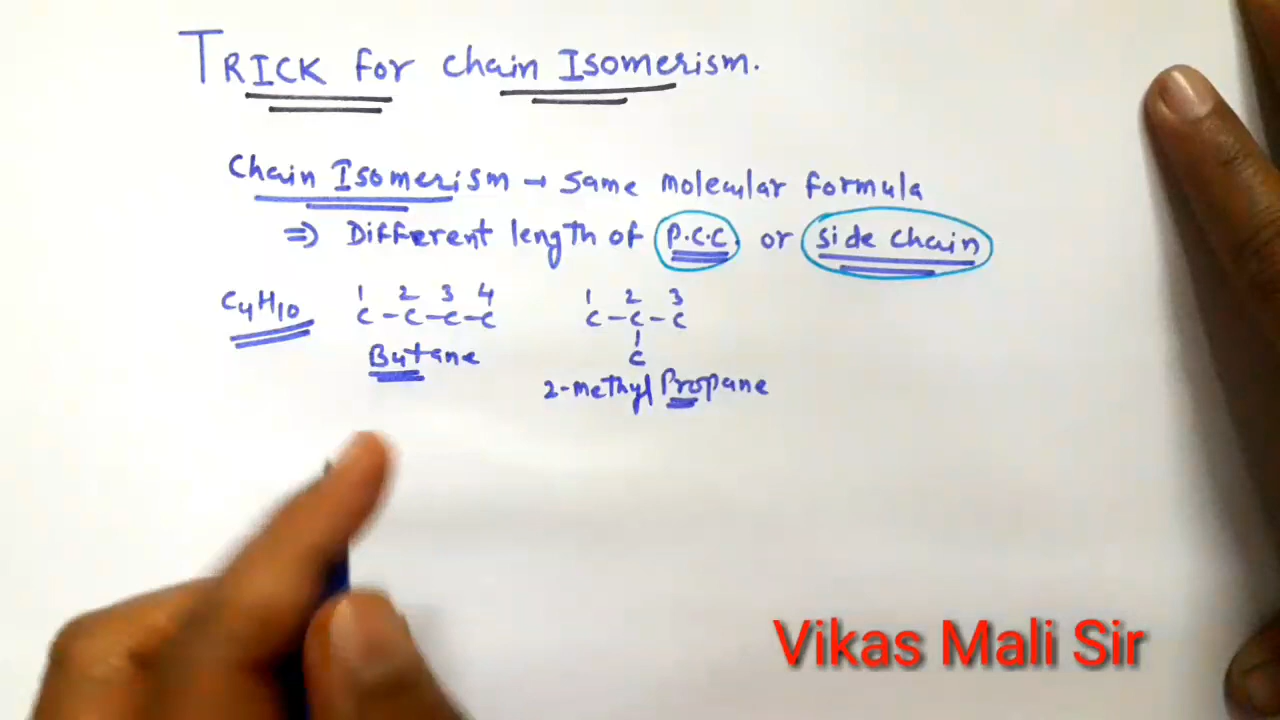 TRICK for chain Isomerism.
Chain Isomerism → Same molecular formula
⇒ Different length of P.C.C. or side chain
C4H10 1 2 3 4 1 2 3
C-C-C-C C-C-C
C
Butane
2-methyl Propane
Vikas Mali Sir